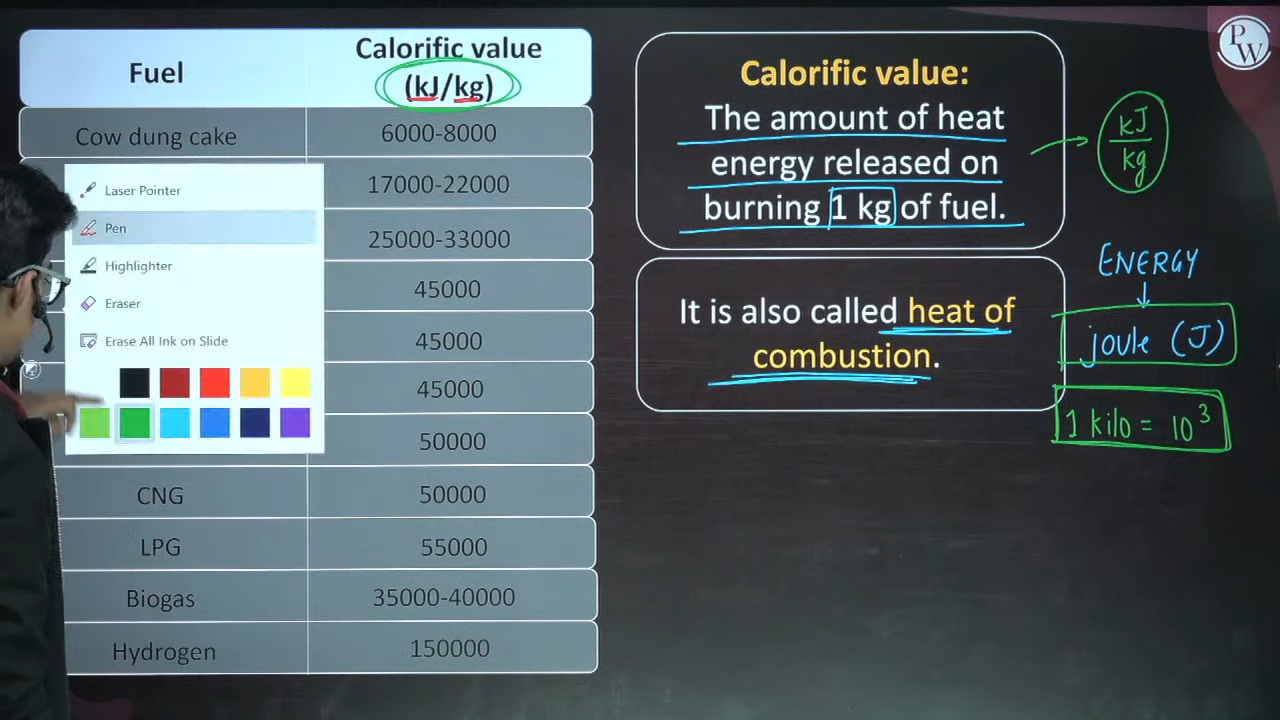 Fuel
Calorific value
(kJ/kg)
Cow dung cake
6000-8000
17000-22000
25000-33000
45000
45000
45000
50000
CNG
50000
LPG
55000
Biogas
35000-40000
Hydrogen
150000
Laser Pointer
Pen
Highlighter
Eraser
Erase All Ink on Slide
Calorific value:
The amount of heat
energy released on
burning 1 kg of fuel.
kJ
kg
It is also called heat of
combustion.
ENERGY
joule (J)
1 kilo = 10³
PW